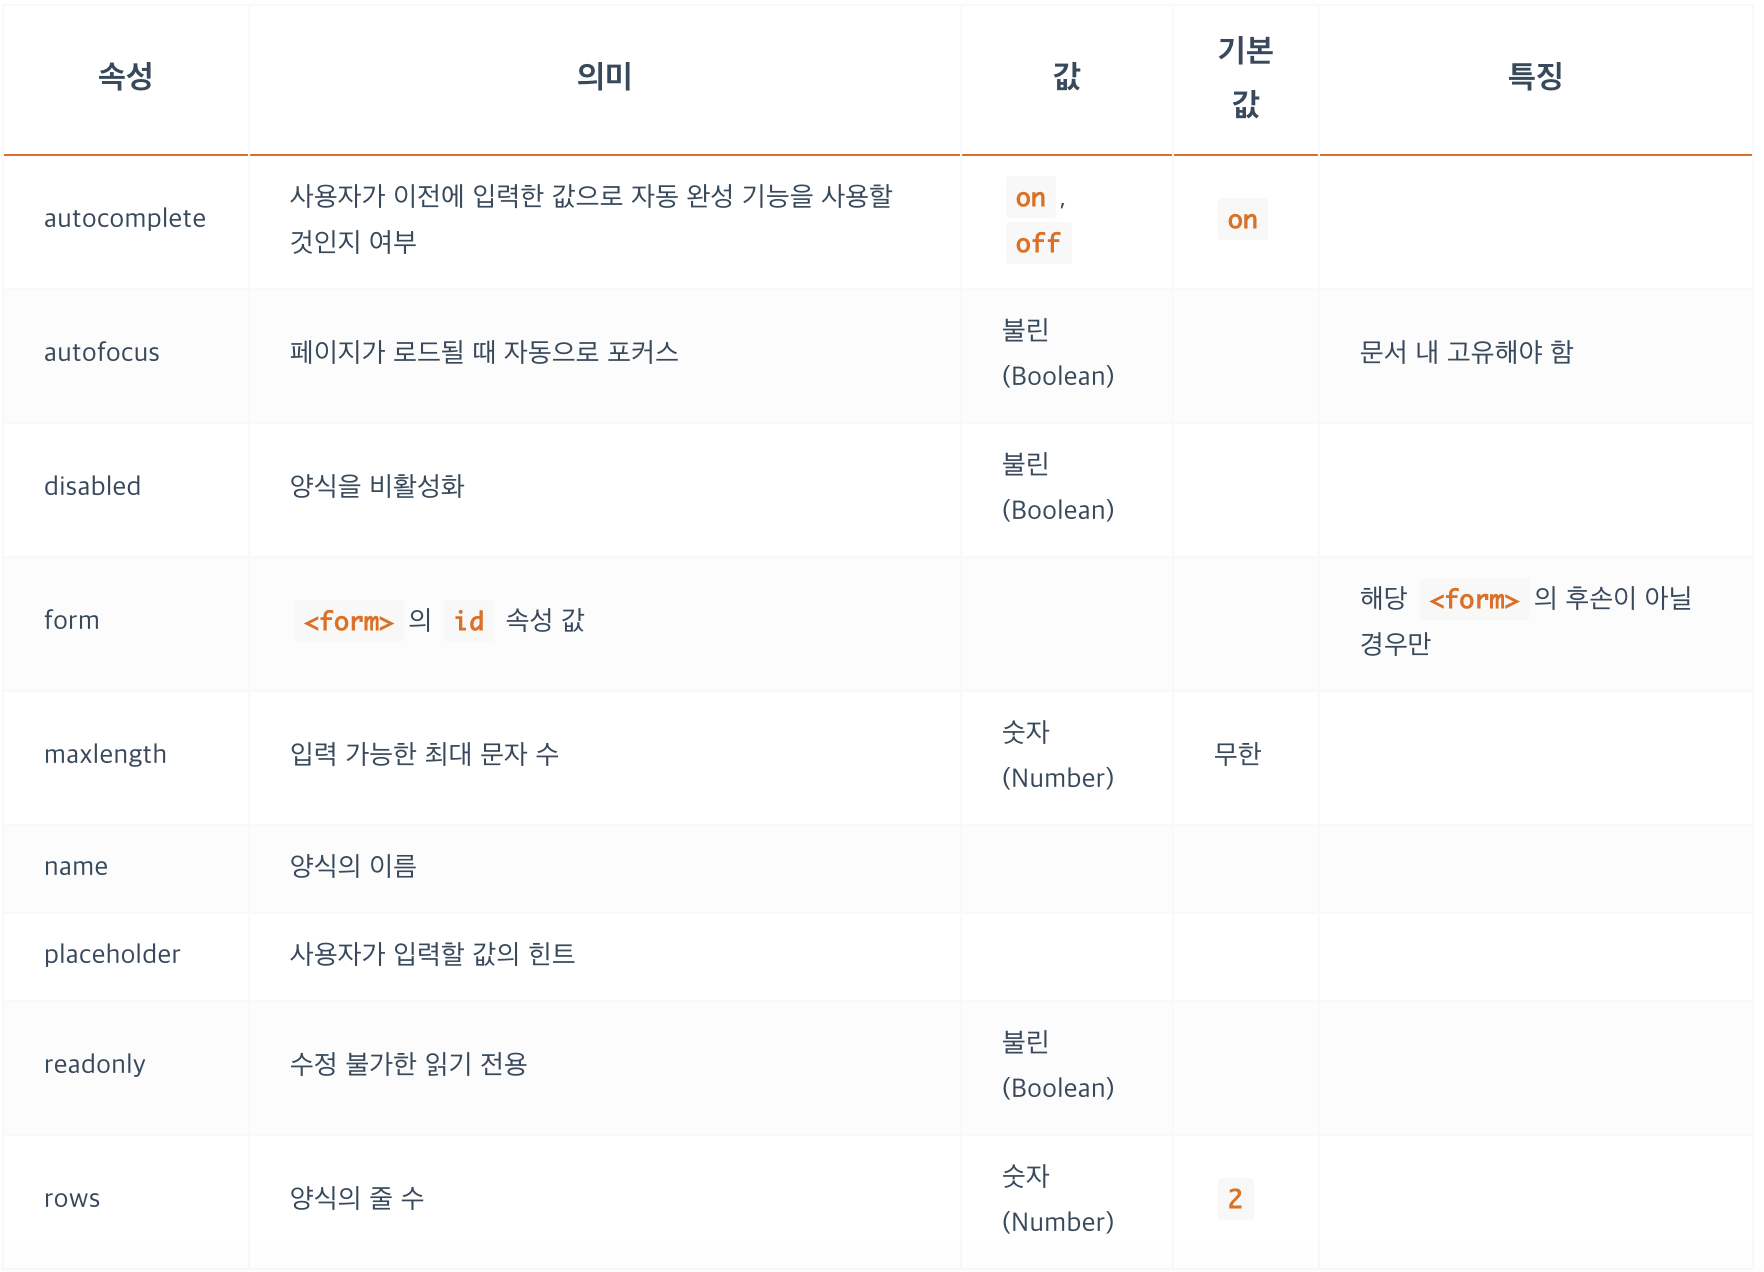 속성 의미 값 기본 값 특징
autocomplete 사용자가 이전에 입력한 값으로 자동 완성 기능을 사용할 것인지 여부 on , off on
autofocus 페이지가 로드될 때 자동으로 포커스 불린 (Boolean) 문서 내 고유해야 함
disabled 양식을 비활성화 불린 (Boolean)
form <form> 의 id 속성 값 해당 <form> 의 후손이 아닐 경우만
maxlength 입력 가능한 최대 문자 수 숫자 (Number) 무한
name 양식의 이름
placeholder 사용자가 입력할 값의 힌트
readonly 수정 불가한 읽기 전용 불린 (Boolean)
rows 양식의 줄 수 숫자 (Number) 2